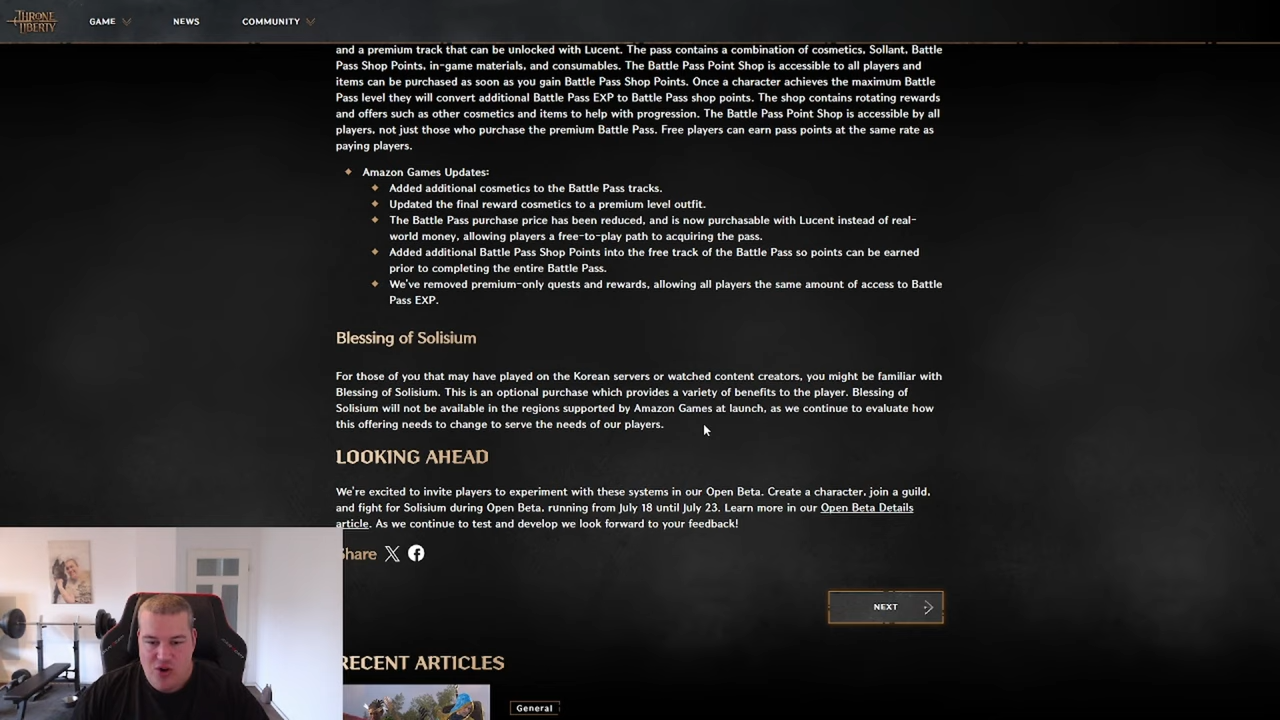 THRONE
LIBERTY
GAME
NEWS
COMMUNITY
and a premium track that can be unlocked with Lucent. The pass contains a combination of cosmetics, Sollant, Battle
Pass Shop Points, in-game materials, and consumables. The Battle Pass Point Shop is accessible to all players and
items can be purchased as soon as you gain Battle Pass Shop Points. Once a character achieves the maximum Battle
Pass level they will convert additional Battle Pass EXP to Battle Pass shop points. The shop contains rotating rewards
and offers such as other cosmetics and items to help with progression. The Battle Pass Point Shop is accessible by all
players, not just those who purchase the premium Battle Pass. Free players can earn pass points at the same rate as
paying players.
Amazon Games Updates:
Added additional cosmetics to the Battle Pass tracks.
Updated the final reward cosmetics to a premium level outfit.
The Battle Pass purchase price has been reduced, and is now purchasable with Lucent instead of real-
world money, allowing players a free-to-play path to acquiring the pass.
Added additional Battle Pass Shop Points into the free track of the Battle Pass so points can be earned
prior to completing the entire Battle Pass.
We've removed premium-only quests and rewards, allowing all players the same amount of access to Battle
Pass EXP.
Blessing of Solisium
For those of you that may have played on the Korean servers or watched content creators, you might be familiar with
Blessing of Solisium. This is an optional purchase which provides a variety of benefits to the player. Blessing of
Solisium will not be available in the regions supported by Amazon Games at launch, as we continue to evaluate how
this offering needs to change to serve the needs of our players.
LOOKING AHEAD
We're excited to invite players to experiment with these systems in our Open Beta. Create a character, join a guild,
and fight for Solisium during Open Beta, running from July 18 until July 23. Learn more in our Open Beta Details
article. As we continue to test and develop we look forward to your feedback!
Share
NEXT
RECENT ARTICLES
General